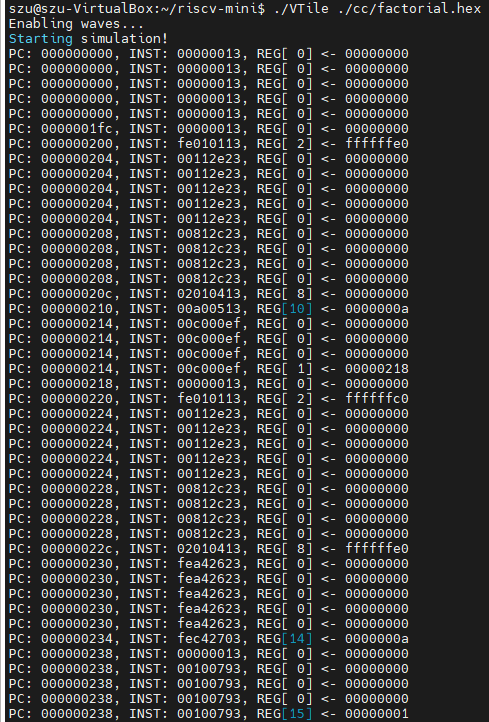 szu@szu-VirtualBox:~/riscv-mini$ ./VTile ./cc/factorial.hex
Enabling waves...
Starting simulation!
PC: 000000000, INST: 00000013, REG[ 0] <- 00000000
PC: 000000000, INST: 00000013, REG[ 0] <- 00000000
PC: 000000000, INST: 00000013, REG[ 0] <- 00000000
PC: 000000000, INST: 00000013, REG[ 0] <- 00000000
PC: 000000000, INST: 00000013, REG[ 0] <- 00000000
PC: 0000001fc, INST: 00000013, REG[ 0] <- 00000000
PC: 000000200, INST: fe010113, REG[ 2] <- ffffffe0
PC: 000000204, INST: 00112e23, REG[ 0] <- 00000000
PC: 000000204, INST: 00112e23, REG[ 0] <- 00000000
PC: 000000204, INST: 00112e23, REG[ 0] <- 00000000
PC: 000000204, INST: 00112e23, REG[ 0] <- 00000000
PC: 000000204, INST: 00112e23, REG[ 0] <- 00000000
PC: 000000208, INST: 00812c23, REG[ 0] <- 00000000
PC: 000000208, INST: 00812c23, REG[ 0] <- 00000000
PC: 000000208, INST: 00812c23, REG[ 0] <- 00000000
PC: 000000208, INST: 00812c23, REG[ 0] <- 00000000
PC: 00000020c, INST: 02010413, REG[ 8] <- 00000000
PC: 000000210, INST: 00a00513, REG[10] <- 0000000a
PC: 000000214, INST: 00c000ef, REG[ 0] <- 00000000
PC: 000000214, INST: 00c000ef, REG[ 0] <- 00000000
PC: 000000214, INST: 00c000ef, REG[ 0] <- 00000000
PC: 000000214, INST: 00c000ef, REG[ 1] <- 00000218
PC: 000000218, INST: 00000013, REG[ 0] <- 00000000
PC: 000000220, INST: fe010113, REG[ 2] <- ffffffc0
PC: 000000224, INST: 00112e23, REG[ 0] <- 00000000
PC: 000000224, INST: 00112e23, REG[ 0] <- 00000000
PC: 000000224, INST: 00112e23, REG[ 0] <- 00000000
PC: 000000224, INST: 00112e23, REG[ 0] <- 00000000
PC: 000000224, INST: 00112e23, REG[ 0] <- 00000000
PC: 000000228, INST: 00812c23, REG[ 0] <- 00000000
PC: 000000228, INST: 00812c23, REG[ 0] <- 00000000
PC: 000000228, INST: 00812c23, REG[ 0] <- 00000000
PC: 000000228, INST: 00812c23, REG[ 0] <- 00000000
PC: 00000022c, INST: 02010413, REG[ 8] <- ffffffe0
PC: 000000230, INST: fea42623, REG[ 0] <- 00000000
PC: 000000230, INST: fea42623, REG[ 0] <- 00000000
PC: 000000230, INST: fea42623, REG[ 0] <- 00000000
PC: 000000230, INST: fea42623, REG[ 0] <- 00000000
PC: 000000230, INST: fea42623, REG[ 0] <- 00000000
PC: 000000234, INST: fec42703, REG[14] <- 0000000a
PC: 000000238, INST: 00000013, REG[ 0] <- 00000000
PC: 000000238, INST: 00100793, REG[ 0] <- 00000000
PC: 000000238, INST: 00100793, REG[ 0] <- 00000000
PC: 000000238, INST: 00100793, REG[ 0] <- 00000000
PC: 000000238, INST: 00100793, REG[15] <- 00000001